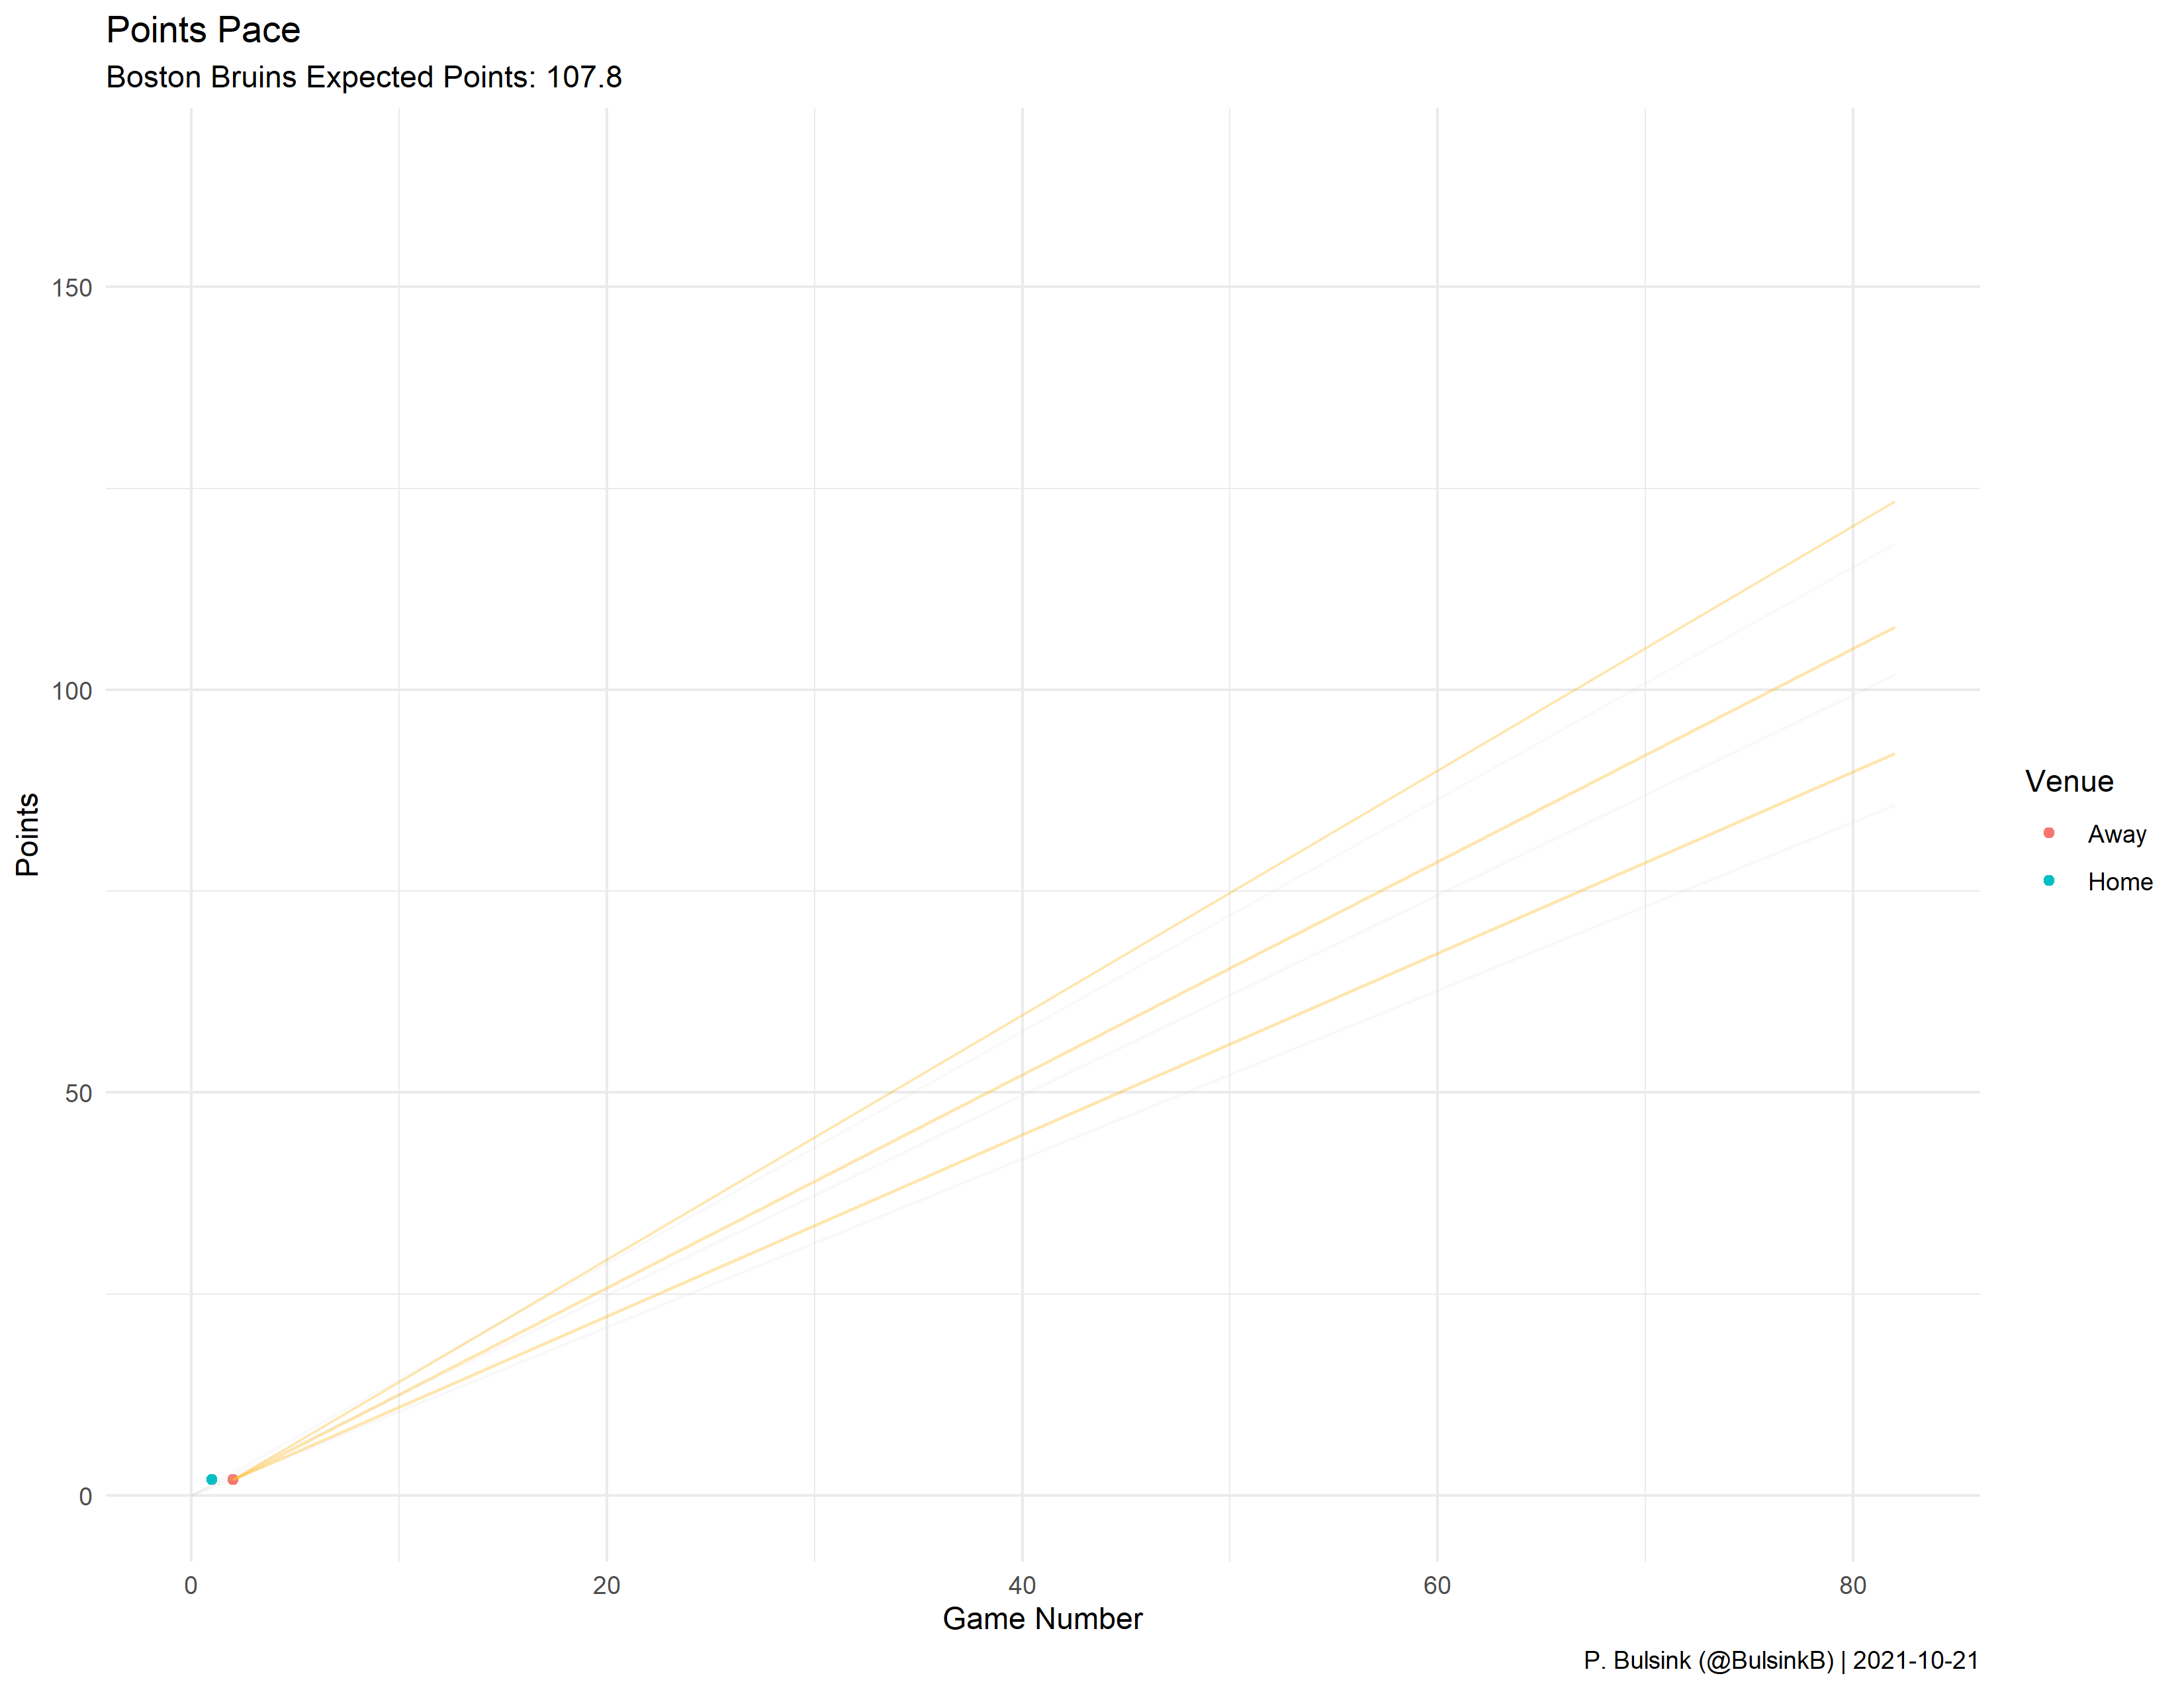 Points Pace
Boston Bruins Expected Points: 107.8
150
100
50
0
Points
0 20 40 60 80
Game Number
Venue
Away
Home
P. Bulsink (@BulsinkB) | 2021-10-21